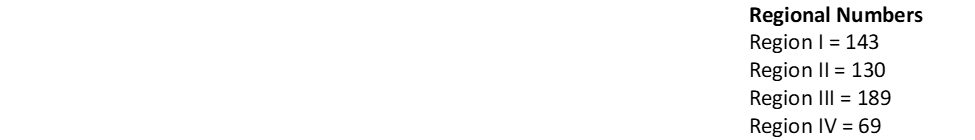 Regional Numbers
Region I = 143
Region II = 130
Region III = 189
Region IV = 69